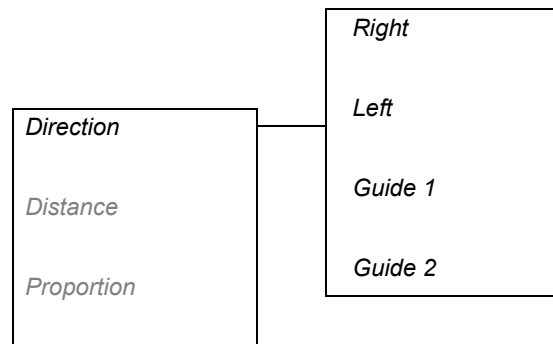 Direction
Distance
Proportion
Right
Left
Guide 1
Guide 2